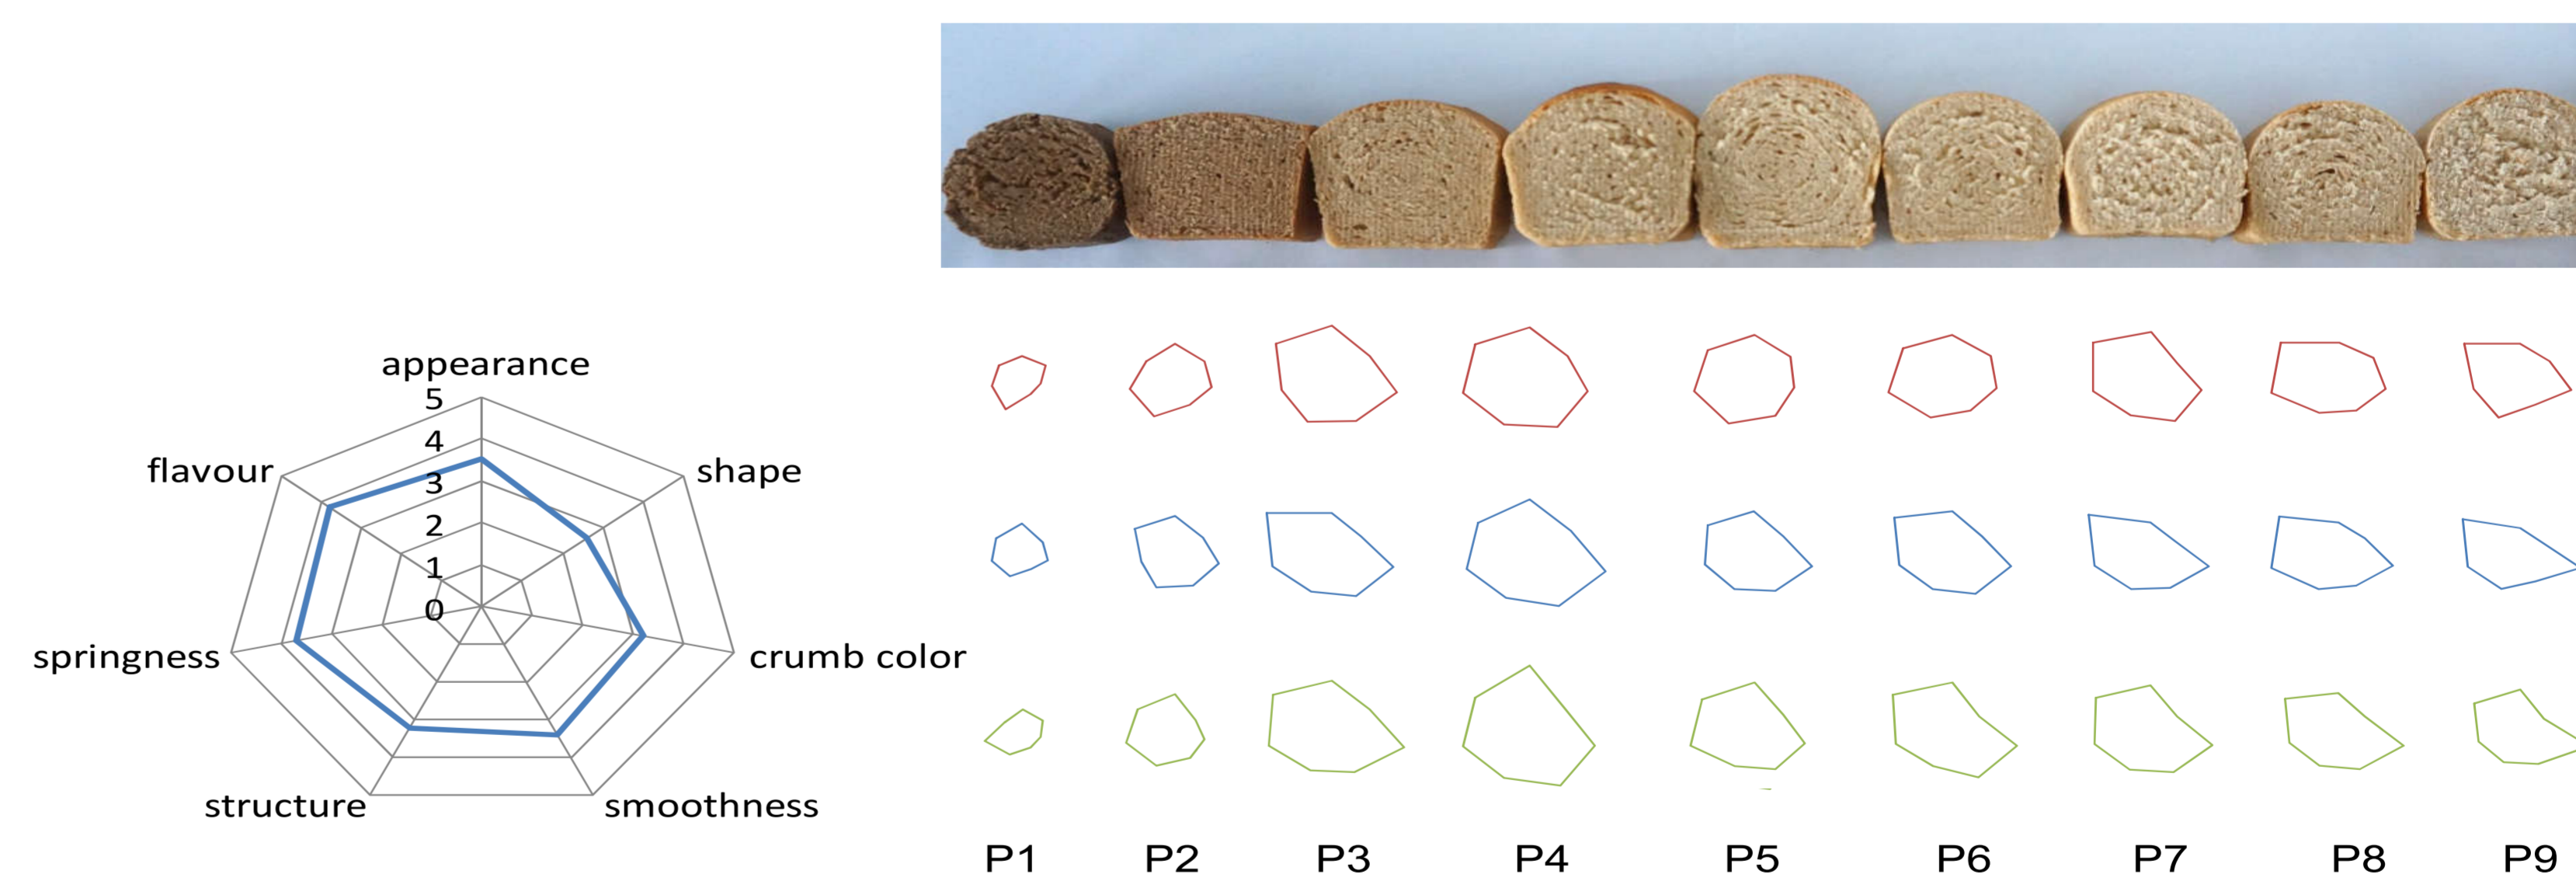 appearance
5
4
3
2
1
0
flavour
shape
springness
crumb color
structure
smoothness
P1 P2 P3 P4 P5 P6 P7 P8 P9